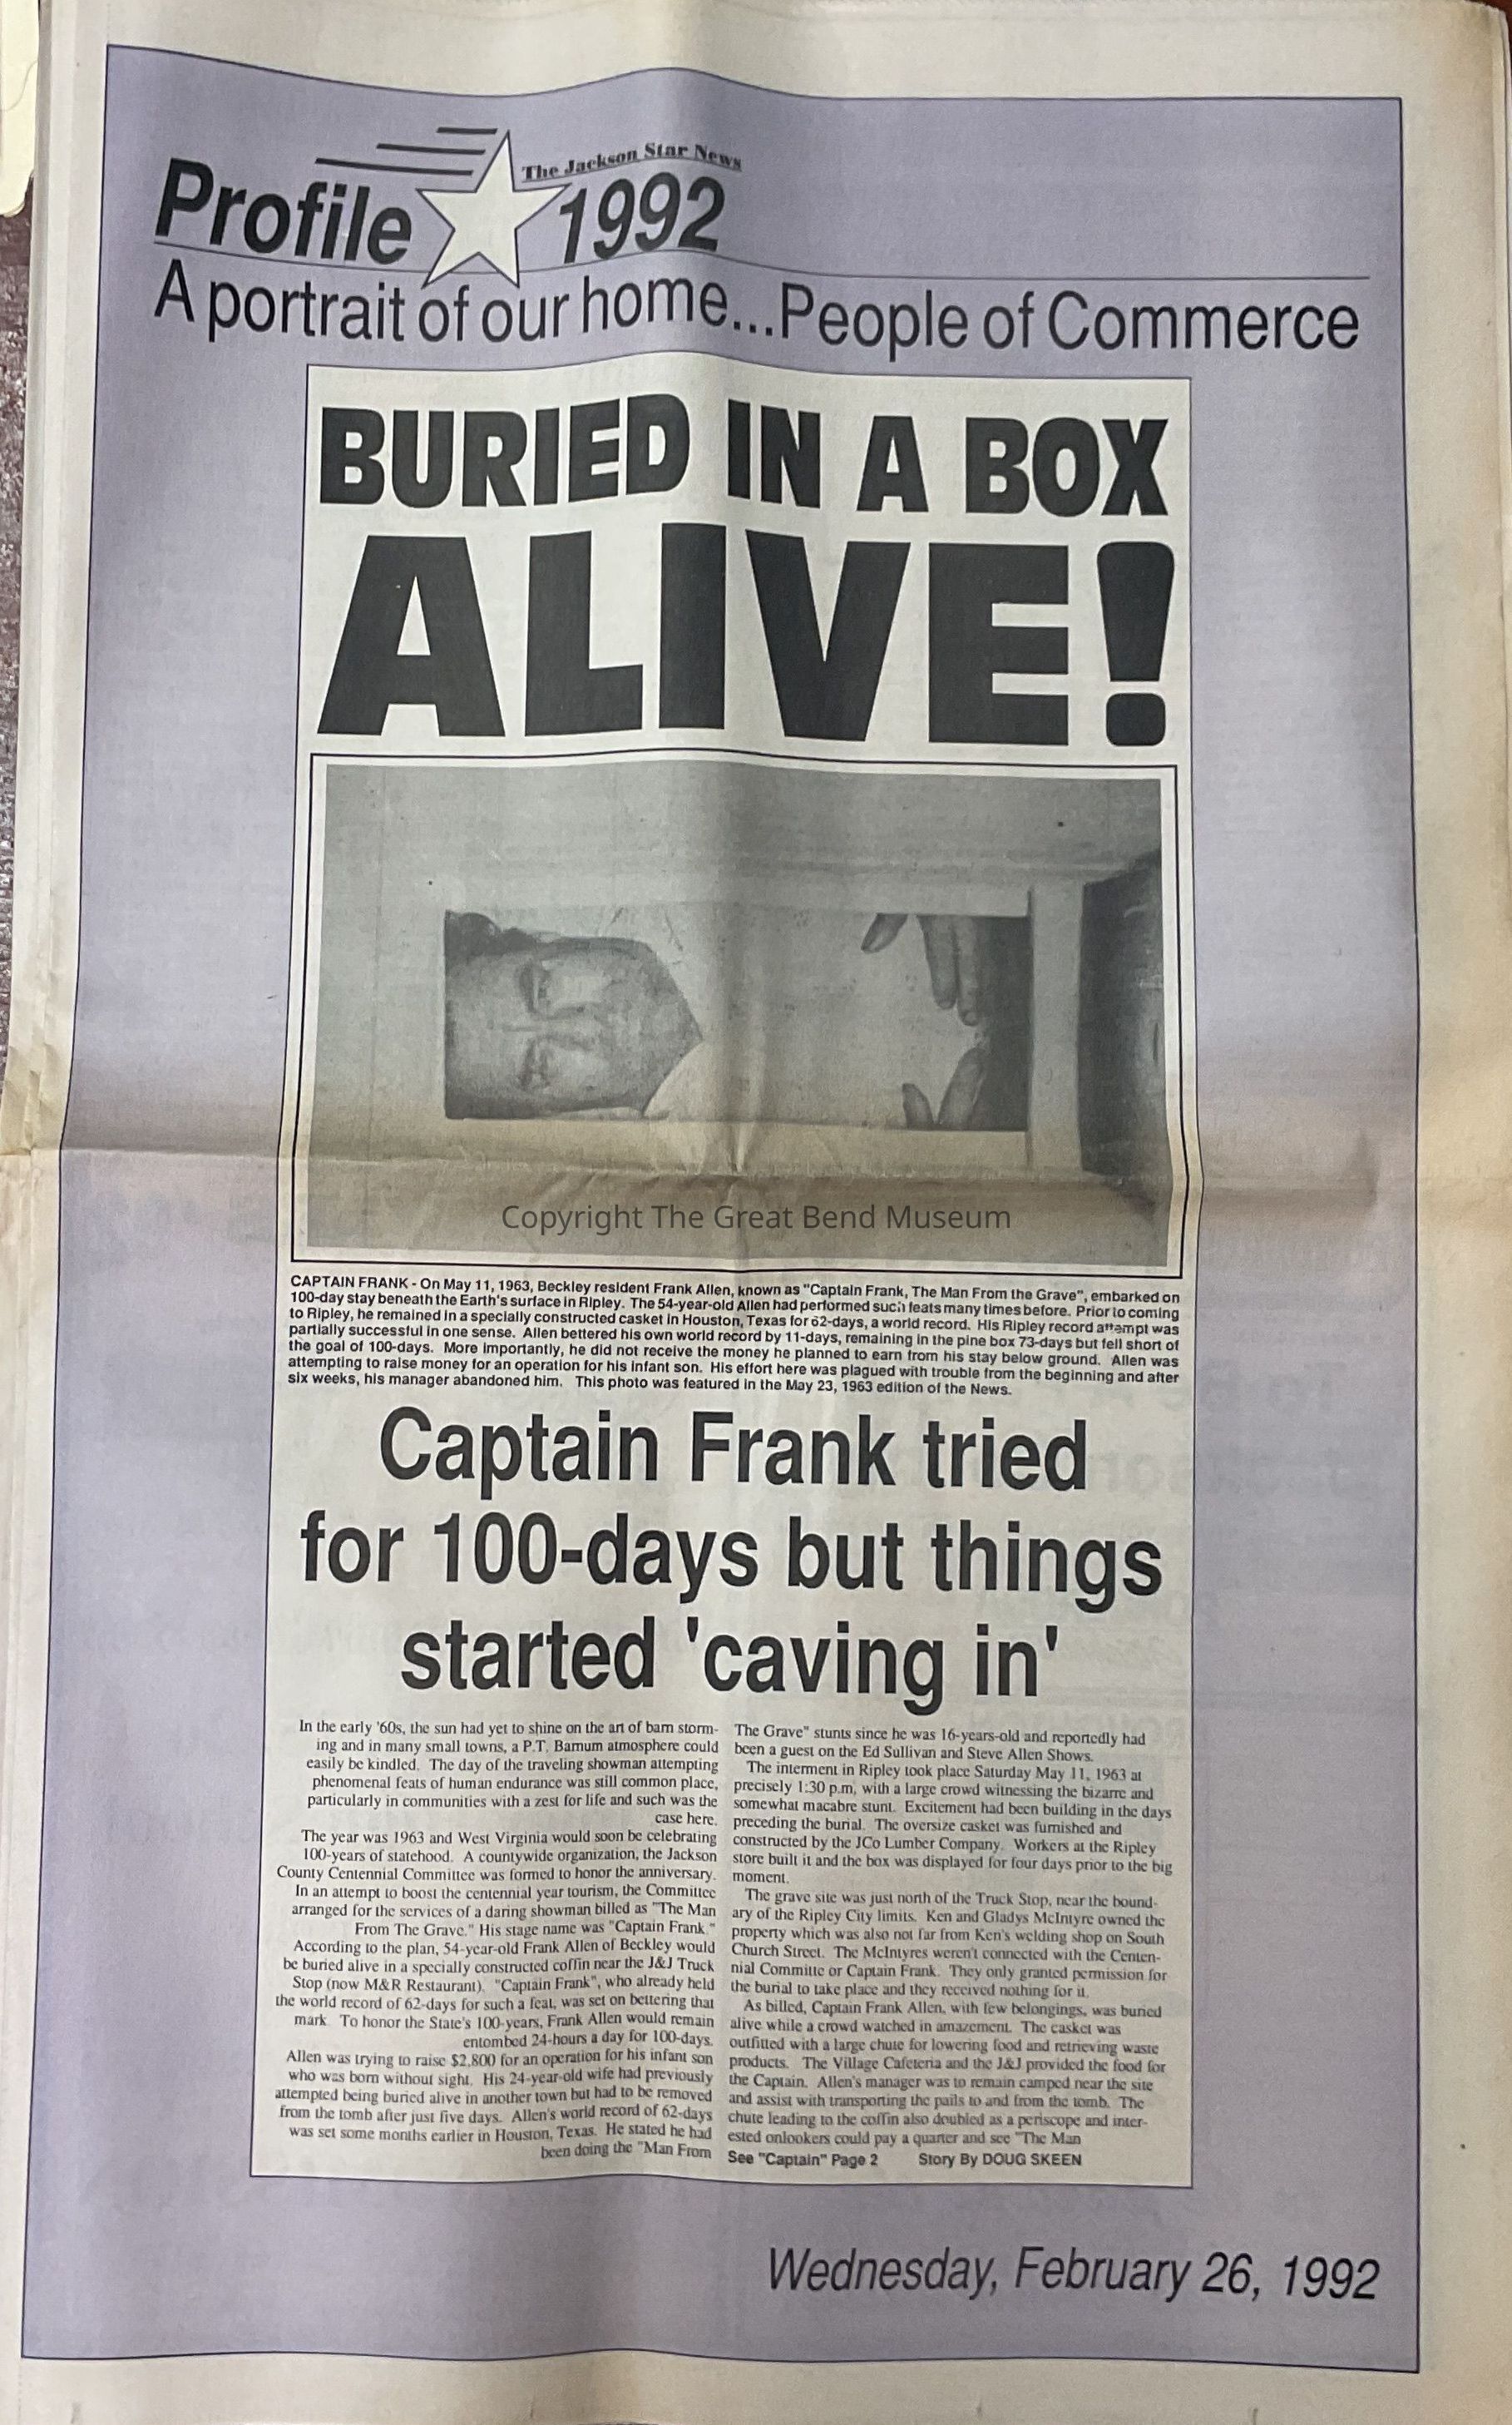 The Jackson Star News
Profile 1992
A portrait of our home...People of Commerce
BURIED IN A BOX
ALIVE!
Copyright The Great Bend Museum
CAPTAIN FRANK - On May 11, 1963, Beckley resident Frank Allen, known as "Captain Frank, The Man From the Grave", embarked on
100-day stay beneath the Earth's surface in Ripley. The 54-year-old Allen had performed such feats many times before. Prior to coming
to Ripley, he remained in a specially constructed casket in Houston, Texas for 62-days, a world record. His Ripley record attempt was
partially successful in one sense. Allen bettered his own world record by 11-days, remaining in the pine box 73-days but fell short of
the goal of 100-days. More importantly, he did not receive the money he planned to earn from his stay below ground. Allen was
attempting to raise money for an operation for his infant son. His effort here was plagued with trouble from the beginning and after
six weeks, his manager abandoned him. This photo was featured in the May 23, 1963 edition of the News.
Captain Frank tried
for 100-days but things
started 'caving in'
In the early '60s, the sun had yet to shine on the art of barn storm-
ing and in many small towns, a P.T. Barnum atmosphere could
easily be kindled. The day of the traveling showman attempting
phenomenal feats of human endurance was still common place,
particularly in communities with a zest for life and such was the
case here.
The year was 1963 and West Virginia would soon be celebrating
100-years of statehood. A countywide organization, the Jackson
County Centennial Committee was formed to honor the anniversary.
In an attempt to boost the centennial year tourism, the Committee
arranged for the services of a daring showman billed as "The Man
From The Grave." His stage name was "Captain Frank."
According to the plan, 54-year-old Frank Allen of Beckley would
be buried alive in a specially constructed coffin near the J&J Truck
Stop (now M&R Restaurant). "Captain Frank", who already held
the world record of 62-days for such a feat, was set on bettering that
mark. To honor the State's 100-years, Frank Allen would remain
entombed 24-hours a day for 100-days.
Allen was trying to raise $2,800 for an operation for his infant son
who was born without sight. His 24-year-old wife had previously
attempted being buried alive in another town but had to be removed
from the tomb after just five days. Allen's world record of 62-days
was set some months earlier in Houston, Texas. He stated he had
been doing the "Man From
The Grave" stunts since he was 16-years-old and reportedly had
been a guest on the Ed Sullivan and Steve Allen Shows.
The interment in Ripley took place Saturday May 11, 1963 at
precisely 1:30 p.m, with a large crowd witnessing the bizarre and
somewhat macabre stunt. Excitement had been building in the days
preceding the burial. The oversize casket was furnished and
constructed by the JCo Lumber Company. Workers at the Ripley
store built it and the box was displayed for four days prior to the big
moment.
The grave site was just north of the Truck Stop, near the bound-
ary of the Ripley City limits. Ken and Gladys McIntyre owned the
property which was also not far from Ken's welding shop on South
Church Street. The McIntyres weren't connected with the Centen-
nial Committe or Captain Frank. They only granted permission for
the burial to take place and they received nothing for it.
As billed, Captain Frank Allen, with few belongings, was buried
alive while a crowd watched in amazement. The casket was
outfitted with a large chute for lowering food and retrieving waste
products. The Village Cafeteria and the J&J provided the food for
the Captain. Allen's manager was to remain camped near the site
and assist with transporting the pails to and from the tomb. The
chute leading to the coffin also doubled as a periscope and inter-
ested onlookers could pay a quarter and see "The Man
See "Captain" Page 2 Story By DOUG SKEEN
Wednesday, February 26, 1992